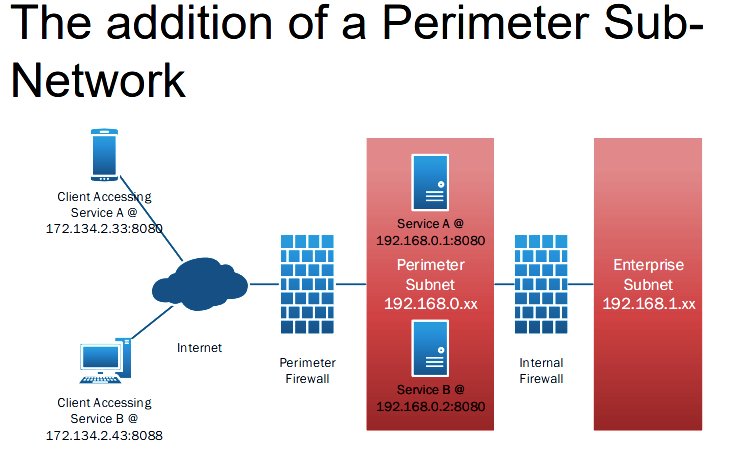 The addition of a Perimeter Sub-
Network
Client Accessing
Service A @
172.134.2.33:8080
Internet
Client Accessing
Service B @
172.134.2.43:8088
Perimeter
Firewall
Service A @
192.168.0.1:8080
Perimeter
Subnet
192.168.0.xx
Service B @
192.168.0.2:8080
Internal
Firewall
Enterprise
Subnet
192.168.1.xx